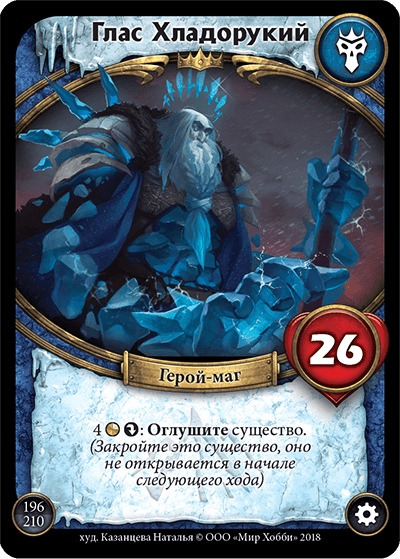 Глас Хладорукий
26
Герой-маг
4 : Оглушите существо.
(Закройте это существо, оно
не открывается в начале
следующего хода)
196
210
худ. Казанцева Наталья © ООО «Мир Хобби» 2018